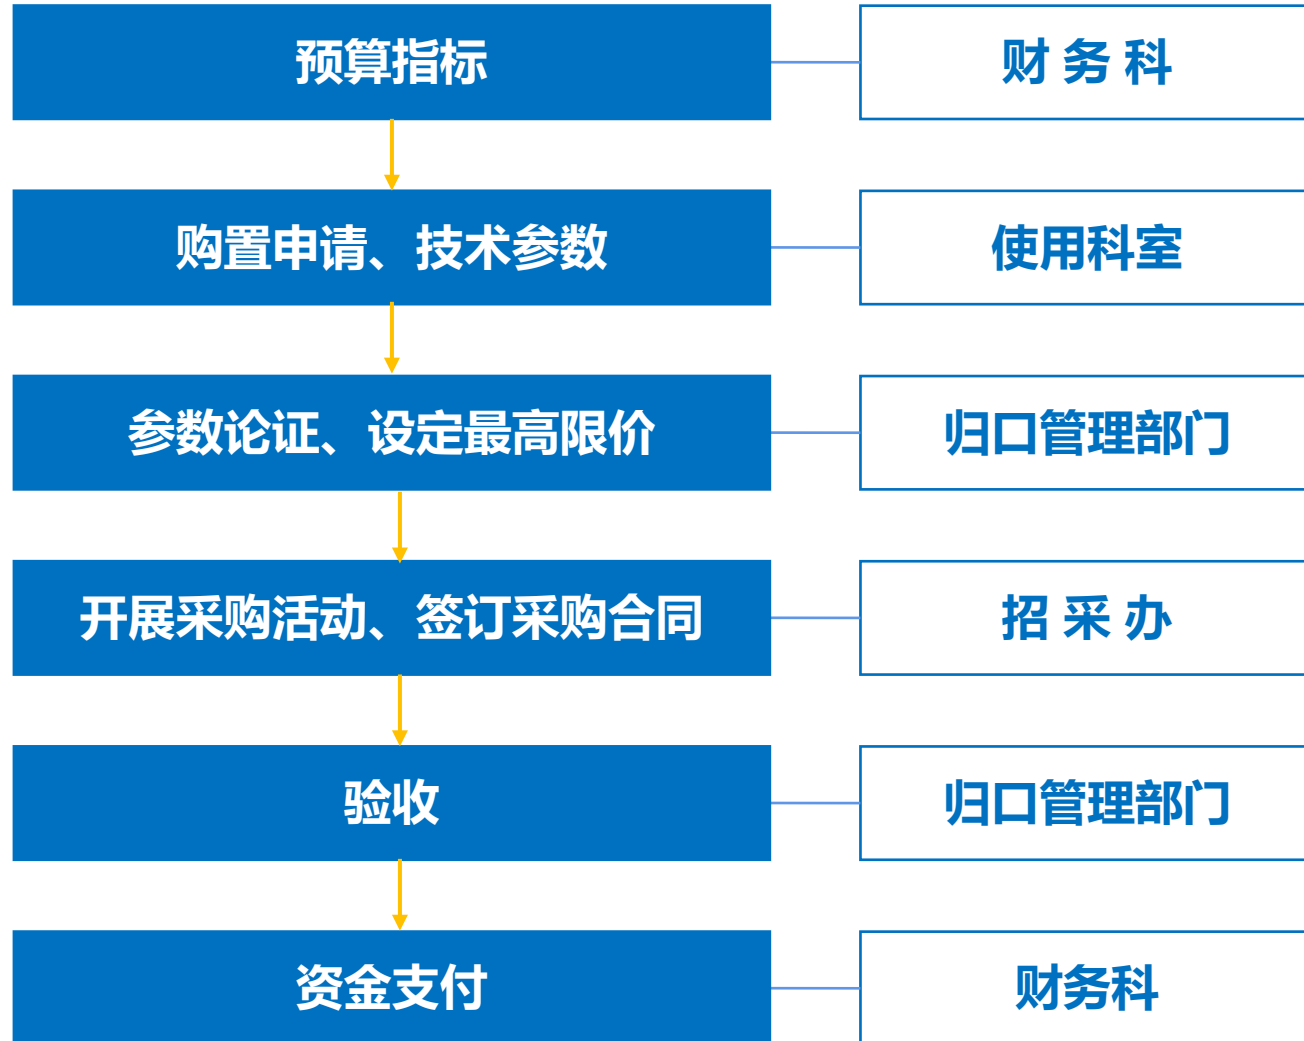 预算指标
财 务 科
购置申请、技术参数
使用科室
参数论证、设定最高限价
归口管理部门
开展采购活动、签订采购合同
招 采 办
验收
归口管理部门
资金支付
财务科